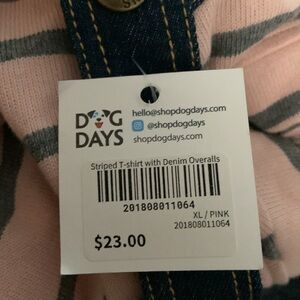 DOG
DAYS
hello@shopdogdays.com
@shopdogdays
shopdogdays.com
Striped T-shirt with Denim Overalls
201808011064
XL / PINK
201808011064
$23.00